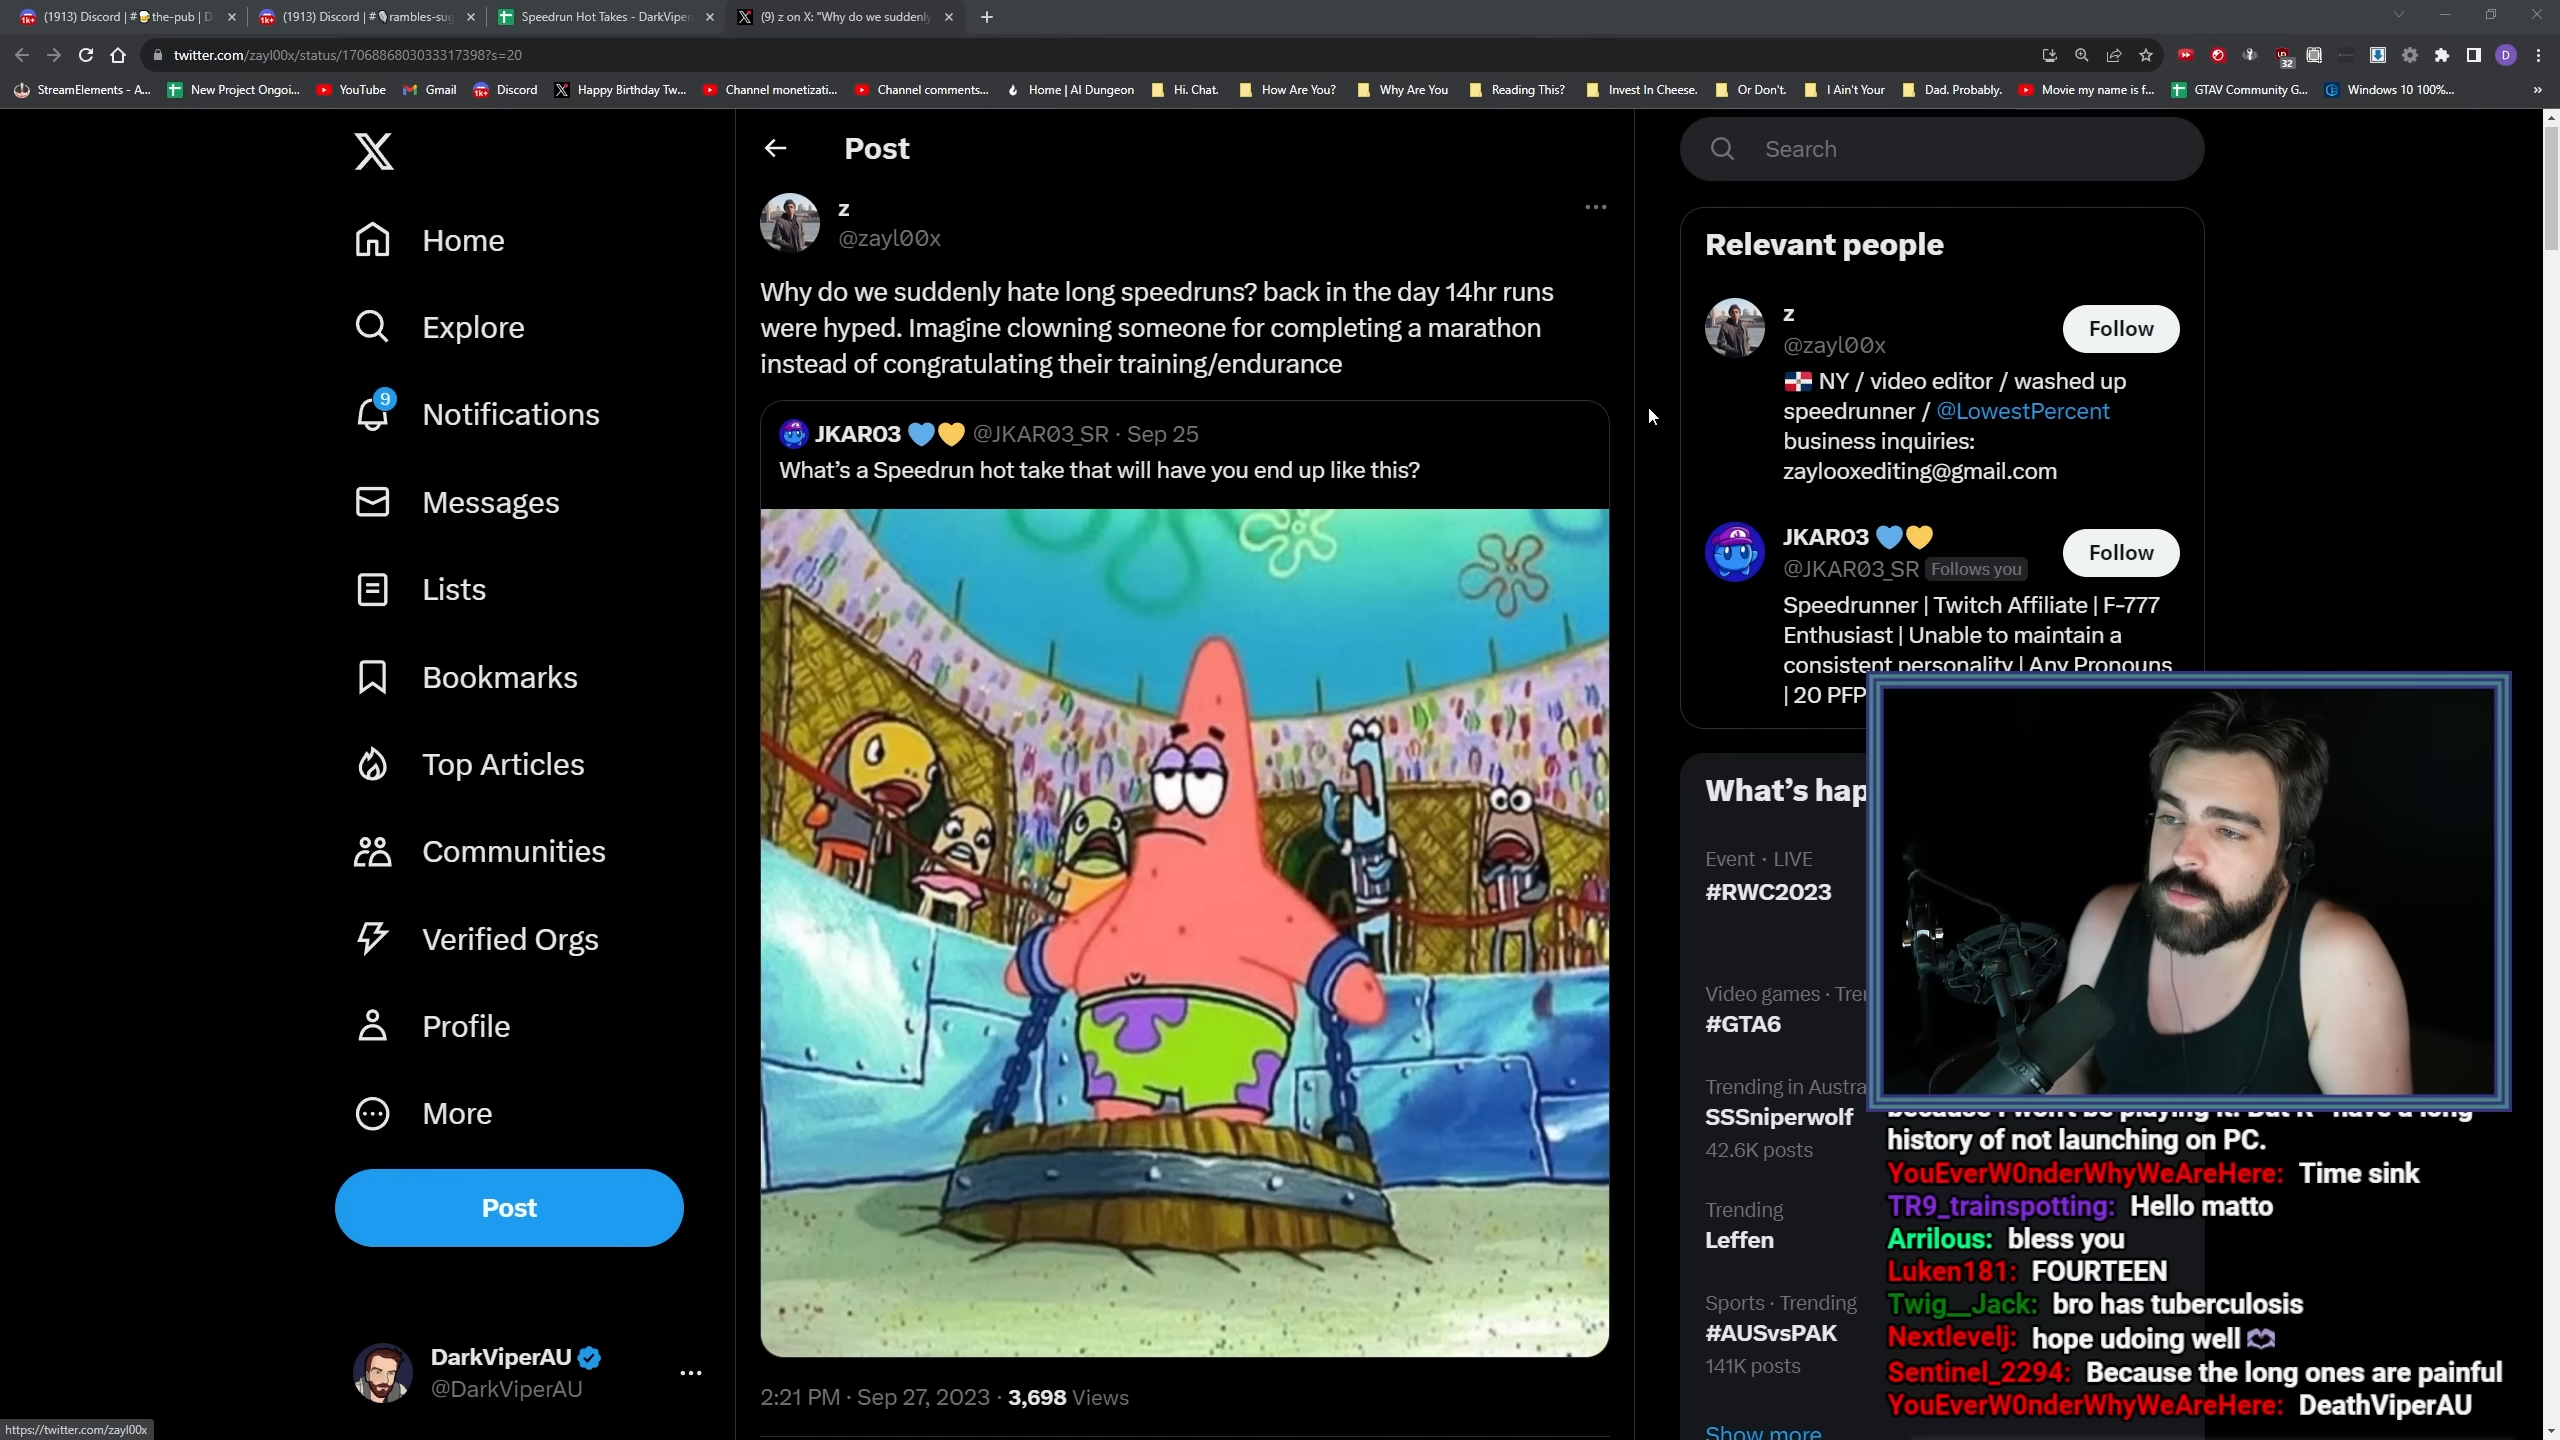 (1913) Discord | #🍺the-pub | D
(1913) Discord | #🗣rambles-sug
Speedrun Hot Takes - DarkViper
(9) z on X: "Why do we suddenly
twitter.com/zayl00x/status/1706886803033317398?s=20
32
D
StreamElements - A...
New Project Ongoi...
YouTube
Gmail
Discord
Happy Birthday Tw...
Channel monetizati...
Channel comments...
Home | AI Dungeon
Hi. Chat.
How Are You?
Why Are You
Reading This?
Invest In Cheese.
Or Don't.
I Ain't Your
Dad. Probably.
Movie my name is f...
GTAV Community G...
Windows 10 100%...
»
Home
Explore
9
Notifications
Messages
Lists
Bookmarks
Top Articles
Communities
Verified Orgs
Profile
More
Post
DarkViperAU
@DarkViperAU
https://twitter.com/zayl00x
Post
z
@zayl00x
Why do we suddenly hate long speedruns? back in the day 14hr runs
were hyped. Imagine clowning someone for completing a marathon
instead of congratulating their training/endurance
JKAR03 💙💛 @JKAR03_SR · Sep 25
What's a Speedrun hot take that will have you end up like this?
2:21 PM · Sep 27, 2023 · 3,698 Views
Search
Relevant people
z
@zayl00x
Follow
🇩🇴 NY / video editor / washed up
speedrunner / @LowestPercent
business inquiries:
zaylooxediting@gmail.com
JKAR03 💙💛
@JKAR03_SR Follows you
Follow
Speedrunner | Twitch Affiliate | F-777
Enthusiast | Unable to maintain a
consistent personality | Any Pronouns
| 20 PFP
What's hap
Event · LIVE
#RWC2023
Video games · Tre
#GTA6
Trending in Austra
SSSniperwolf
42.6K posts
Trending
Leffen
Sports · Trending
#AUSvsPAK
141K posts
Show more
because I won't be playing it. But R* have a long
history of not launching on PC.
YouEverW0nderWhyWeAreHere: Time sink
TR9_trainspotting: Hello matto
Arrilous: bless you
Luken181: FOURTEEN
Twig__Jack: bro has tuberculosis
Nextlevelj: hope udoing well
Sentinel_2294: Because the long ones are painful
YouEverW0nderWhyWeAreHere: DeathViperAU